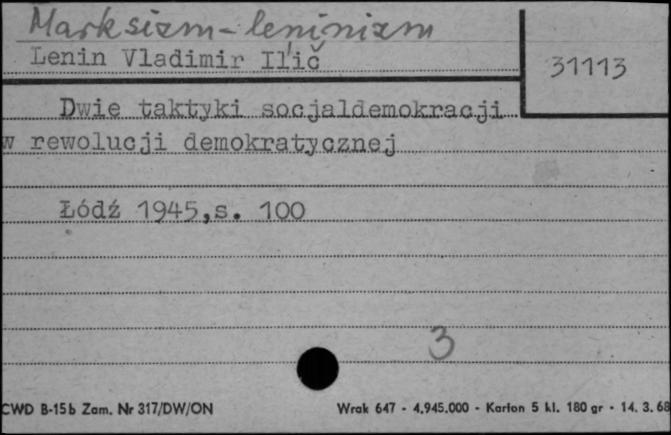 Marksizm-leninizm
Lenin Vladimir Il'ič
31113
Dwie taktyki socjaldemokracji
w rewolucji demokratycznej
Łódź 1945,s. 100
3
CWD B-15b Zam. Nr 317/DW/ON
Wrak 647 - 4.945.000 - Karton 5 kl. 180 gr - 14. 3. 68